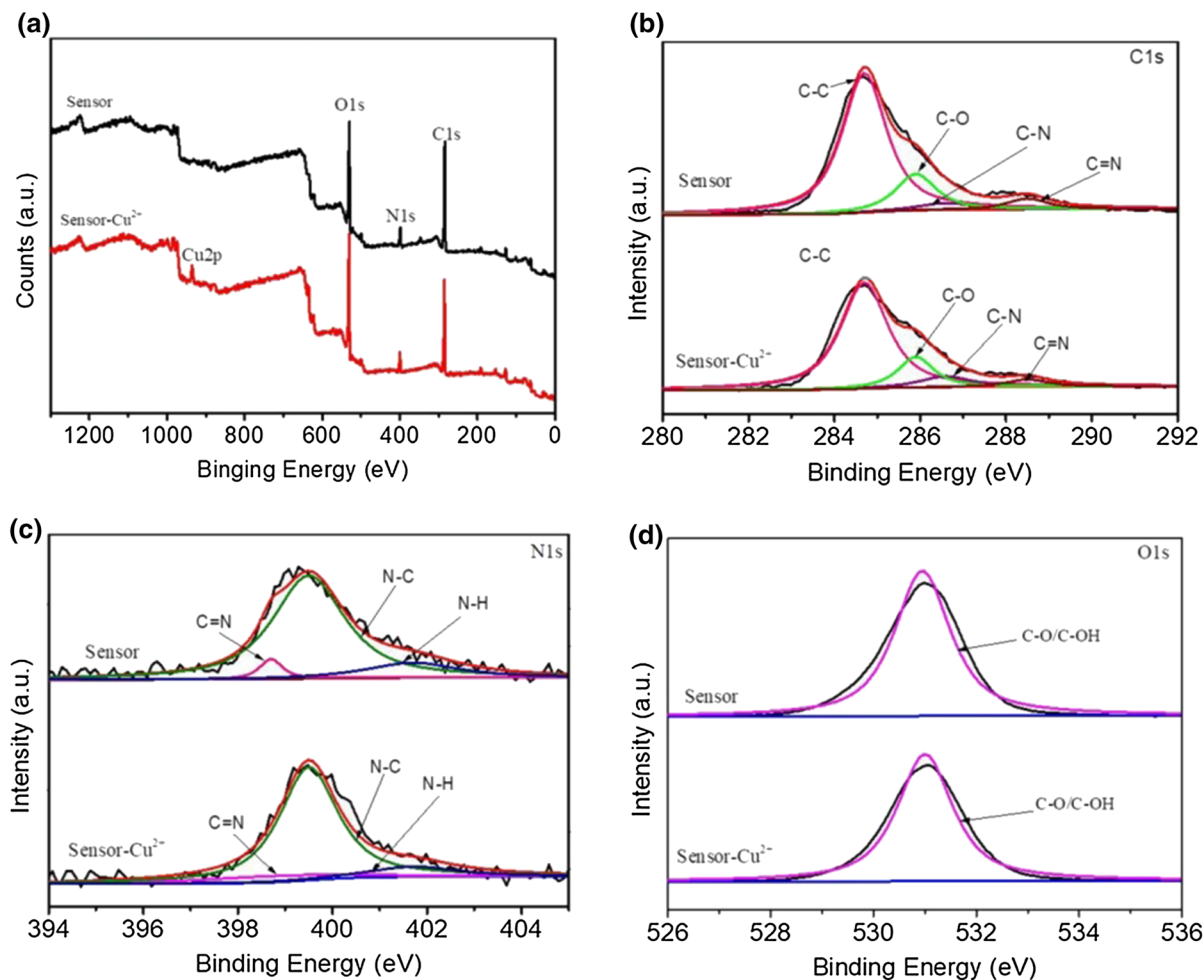 (a)
Counts (a.u.)
Sensor
Sensor-Cu²⁺
Cu2p
O1s
N1s
C1s
1200 1000 800 600 400 200 0
Binging Energy (eV)
(b)
C1s
Intensity (a.u.)
C-C
C-O
C-N
C=N
Sensor
C-C
C-O
C-N
C=N
Sensor-Cu²⁺
280 282 284 286 288 290 292
Binding Energy (eV)
(c)
N1s
Intensity (a.u.)
N-C
N-H
C=N
Sensor
N-C
N-H
C=N
Sensor-Cu²⁺
394 396 398 400 402 404
Binding Energy (eV)
(d)
O1s
Intensity (a.u.)
C-O/C-OH
Sensor
C-O/C-OH
Sensor-Cu²⁺
526 528 530 532 534 536
Binding Energy (eV)